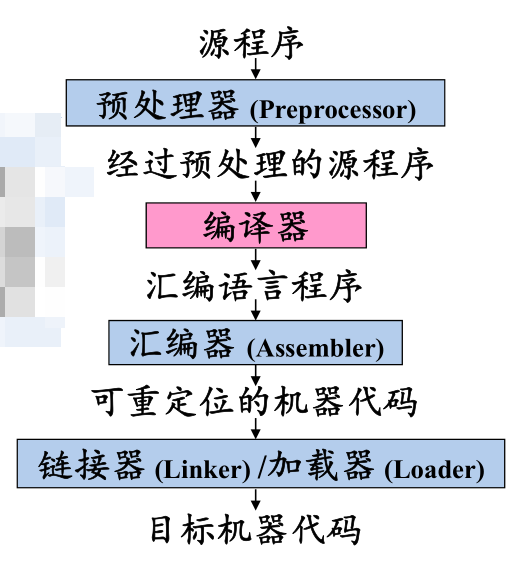 源程序
预处理器 (Preprocessor)
经过预处理的源程序
编译器
汇编语言程序
汇编器 (Assembler)
可重定位的机器代码
链接器 (Linker) /加载器 (Loader)
目标机器代码